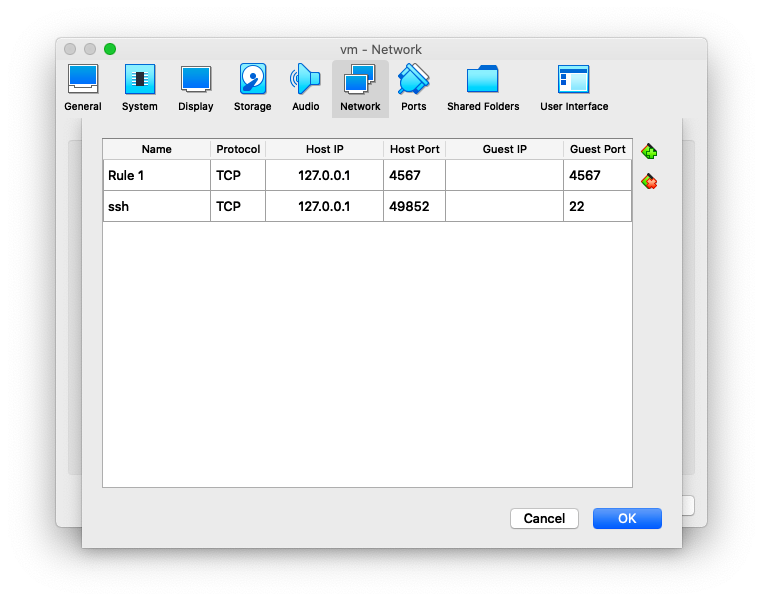 vm - Network
General System Display Storage Audio Network Ports Shared Folders User Interface
Name Protocol Host IP Host Port Guest IP Guest Port
Rule 1 TCP 127.0.0.1 4567 4567
ssh TCP 127.0.0.1 49852 22
Cancel OK